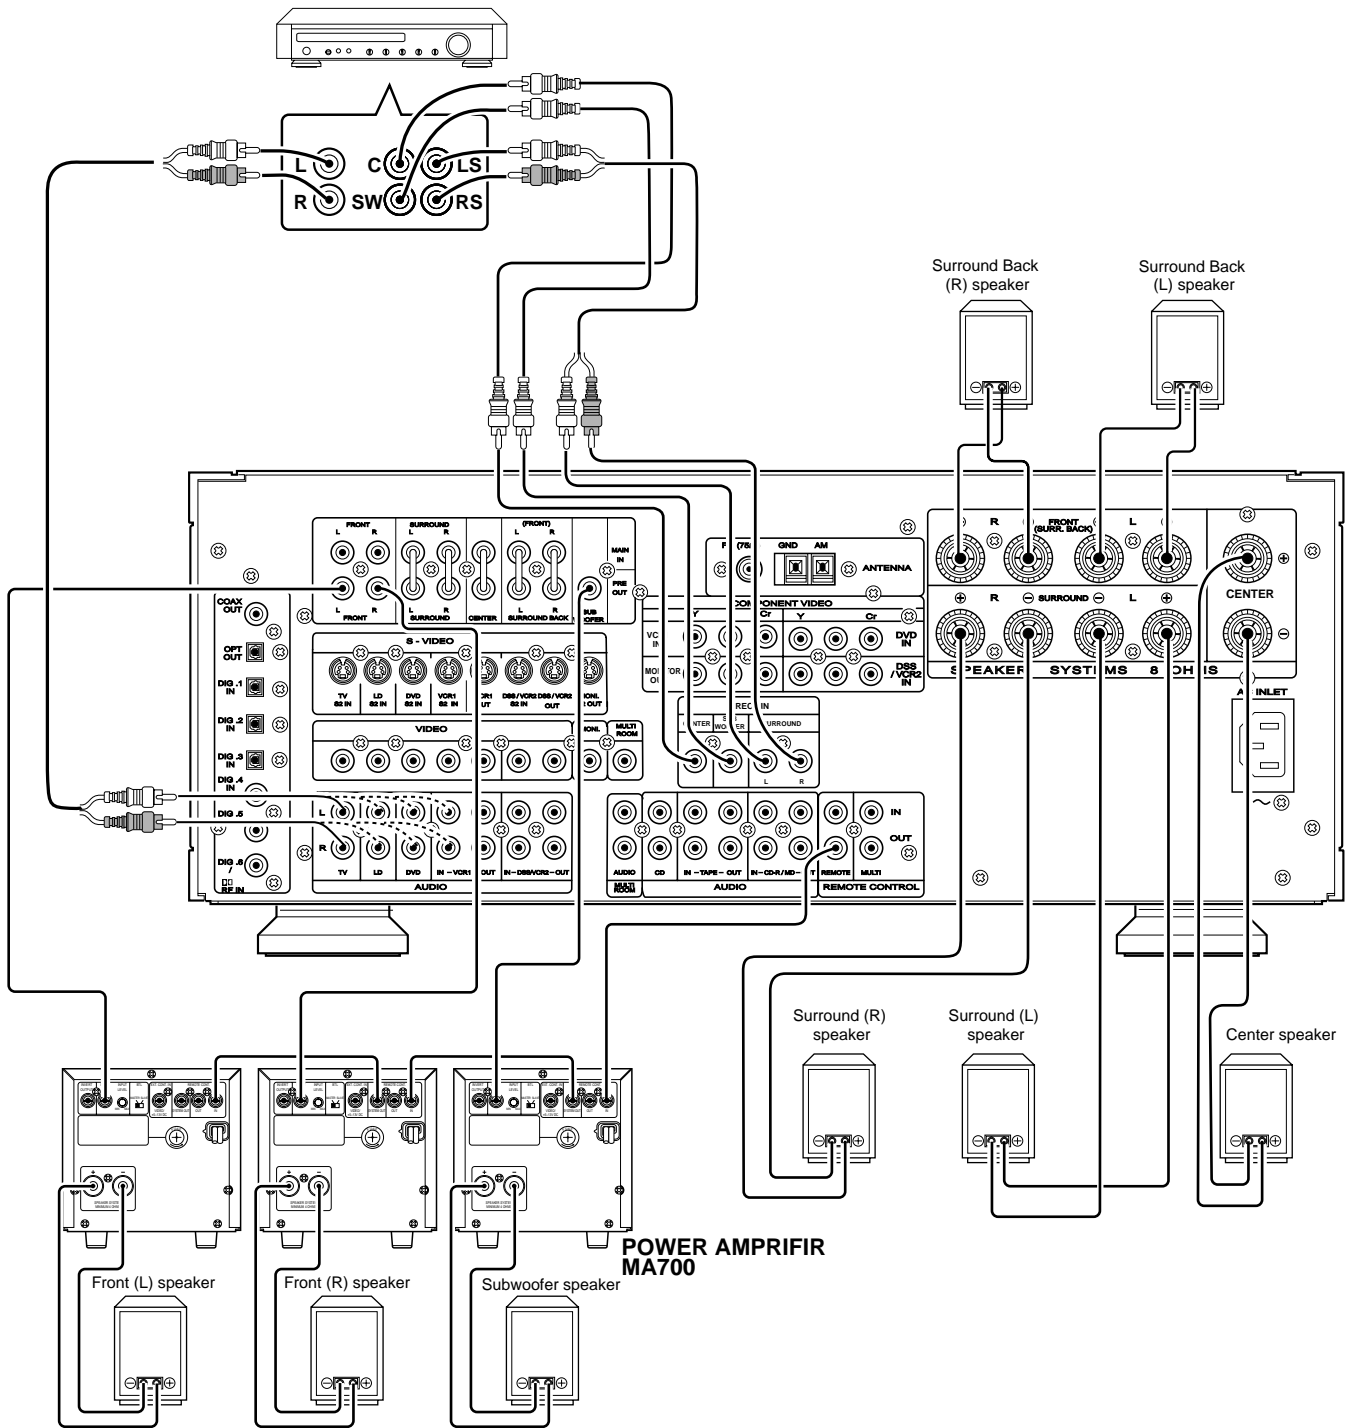 L
R
C
SW
LS
RS
Surround Back
(R) speaker
Surround Back
(L) speaker
FRONT
L R
SURROUND
L R
(FRONT)
L R
MAIN
IN
PRE
OUT
L R
FRONT
L R
SURROUND
CENTER
L R
SURROUND BACK
SUB
GND
AM
ANTENNA
COMPONENT VIDEO
Y
Cr
Y
Cr
IN
DVD
IN
MONITOR
DSS
/ VCR2
IN
R
FRONT
(SURR. BACK)
L
CENTER
R
SURROUND
L
SPEAKER SYSTEMS
COAX
OUT
OPT
OUT
DIG .1
IN
DIG .2
IN
DIG .3
IN
DIG .4
IN
DIG .5
DIG .6
/
RF IN
S - VIDEO
TV
S2 IN
LD
S2 IN
DVD
S2 IN
VCR1
S2 IN
DSS / VCR2
S2 IN
DSS / VCR2
OUT
VIDEO
MULTI
ROOM
SURROUND
L
R
INLET
L
R
TV
LD
DVD
IN - VCR1
OUT
IN - DSS/VCR2 - OUT
AUDIO
AUDIO
MULTI
ROOM
CD
IN - TAPE - OUT
IN - CD-R / MD -
AUDIO
IN
OUT
REMOTE
MULTI
REMOTE CONTROL
Surround (R)
speaker
Surround (L)
speaker
Center speaker
POWER AMPRIFIR
MA700
Front (L) speaker
Front (R) speaker
Subwoofer speaker